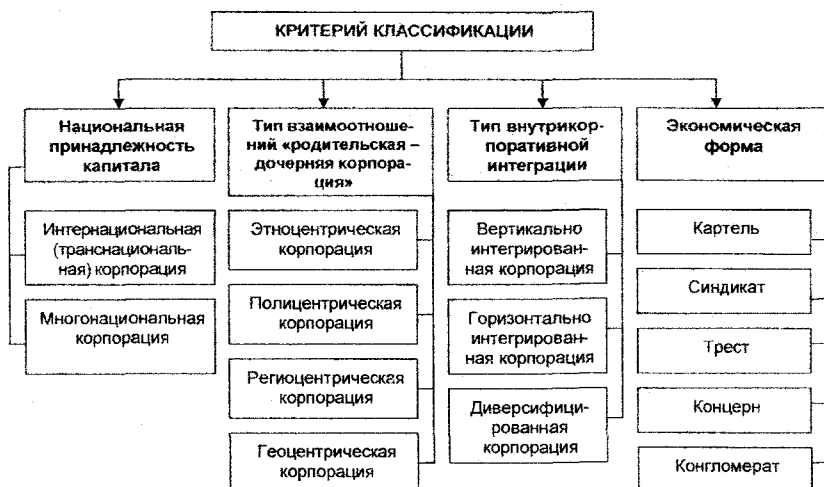 КРИТЕРИЙ КЛАССИФИКАЦИИ
Национальная
принадлежность
капитала
Интернациональная
(транснациональ-
ная) корпорация
Многонациональная
корпорация
Тип взаимоотноше-
ний «родительская –
дочерняя корпора-
ция»
Этноцентрическая
корпорация
Полицентрическая
корпорация
Региоцентрическая
корпорация
Геоцентрическая
корпорация
Тип внутрикор-
поративной
интеграции
Вертикально
интегрирован-
ная корпорация
Горизонтально
интегрирован-
ная корпорация
Диверсифици-
рованная
корпорация
Экономическая
форма
Картель
Синдикат
Трест
Концерн
Конгломерат